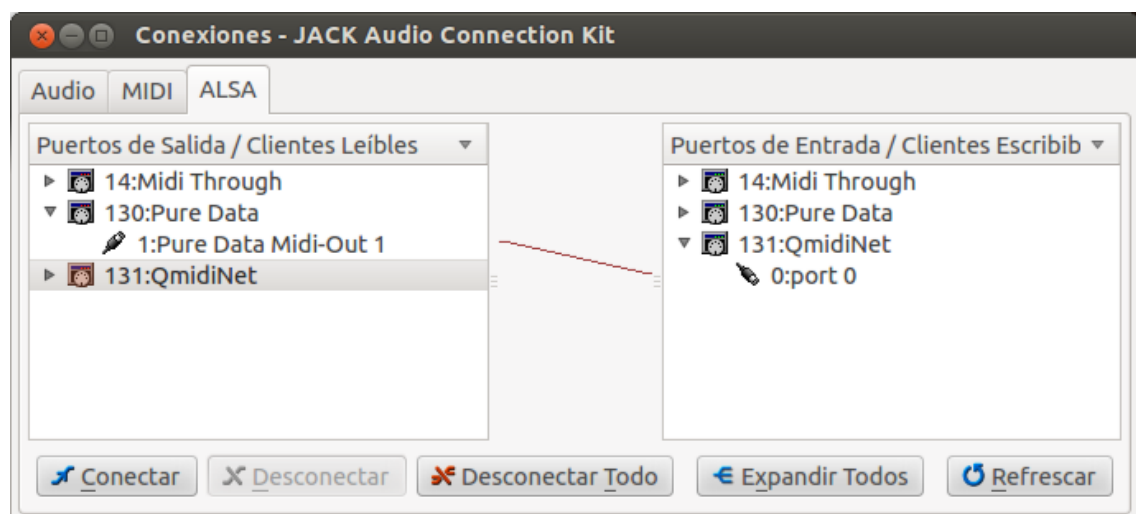 Conexiones - JACK Audio Connection Kit
Audio MIDI ALSA
Puertos de Salida / Clientes Leíbles
14:Midi Through
130:Pure Data
1:Pure Data Midi-Out 1
131:QmidiNet
Puertos de Entrada / Clientes Escribib
14:Midi Through
130:Pure Data
131:QmidiNet
0:port 0
Conectar Desconectar Desconectar Todo Expandir Todos Refrescar